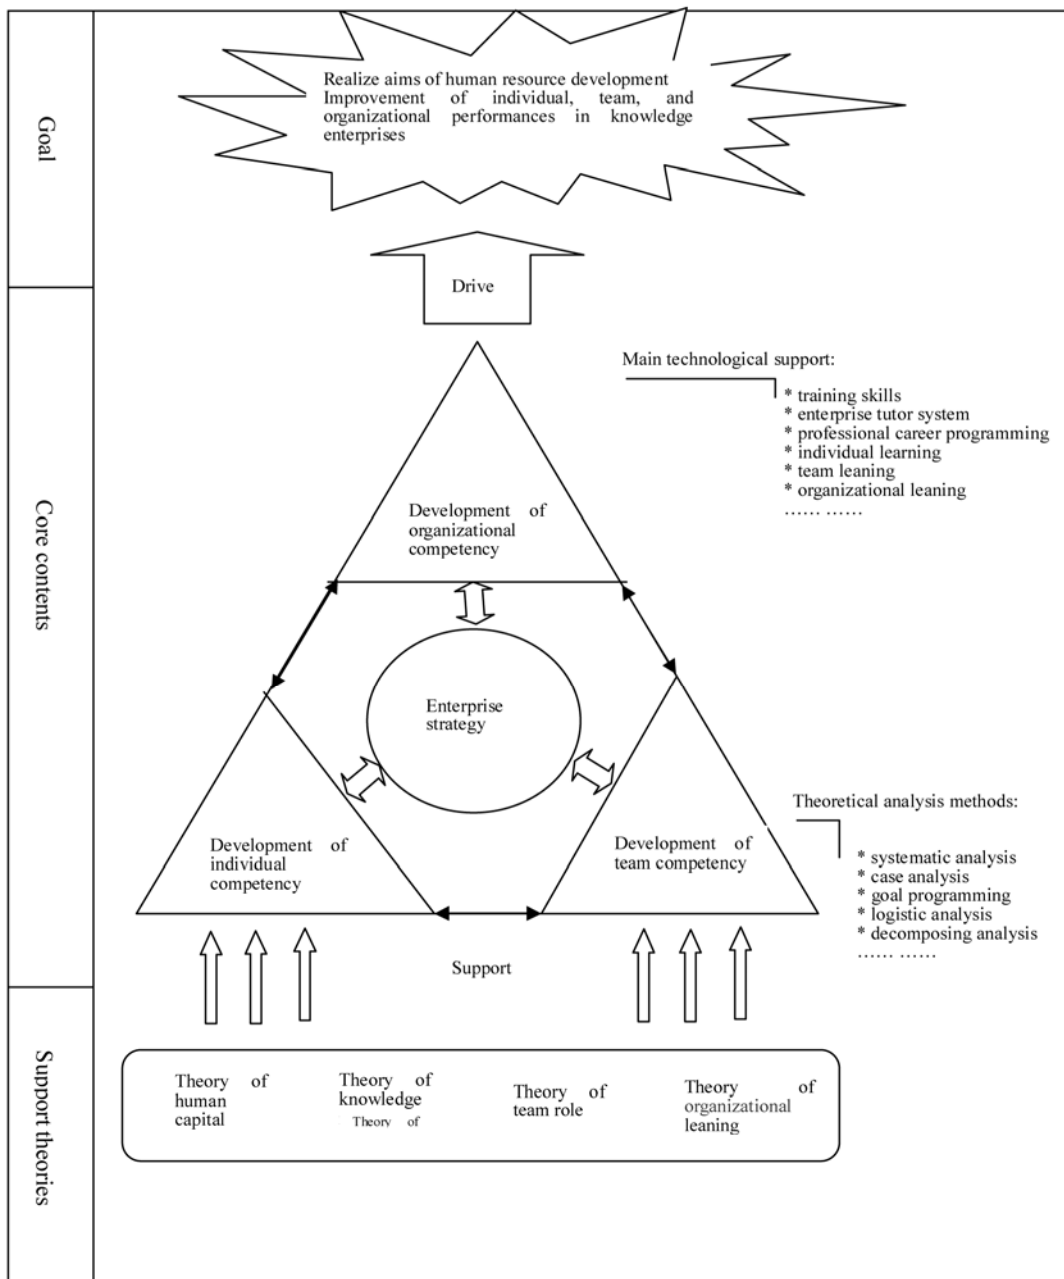 Goal
Realize aims of human resource development
Improvement of individual, team, and
organizational performances in knowledge
enterprises
Drive
Core contents
Main technological support:
* training skills
* enterprise tutor system
* professional career programming
* individual learning
* team leaning
* organizational leaning
…… ……
Development of
organizational
competency
Enterprise
strategy
Development of
individual
competency
Development of
team competency
Theoretical analysis methods:
* systematic analysis
* case analysis
* goal programming
* logistic analysis
* decomposing analysis
…… ……
Support
Support theories
Theory of
human
capital
Theory of
knowledge
Theory of
Theory of
team role
Theory of
organizational
leaning